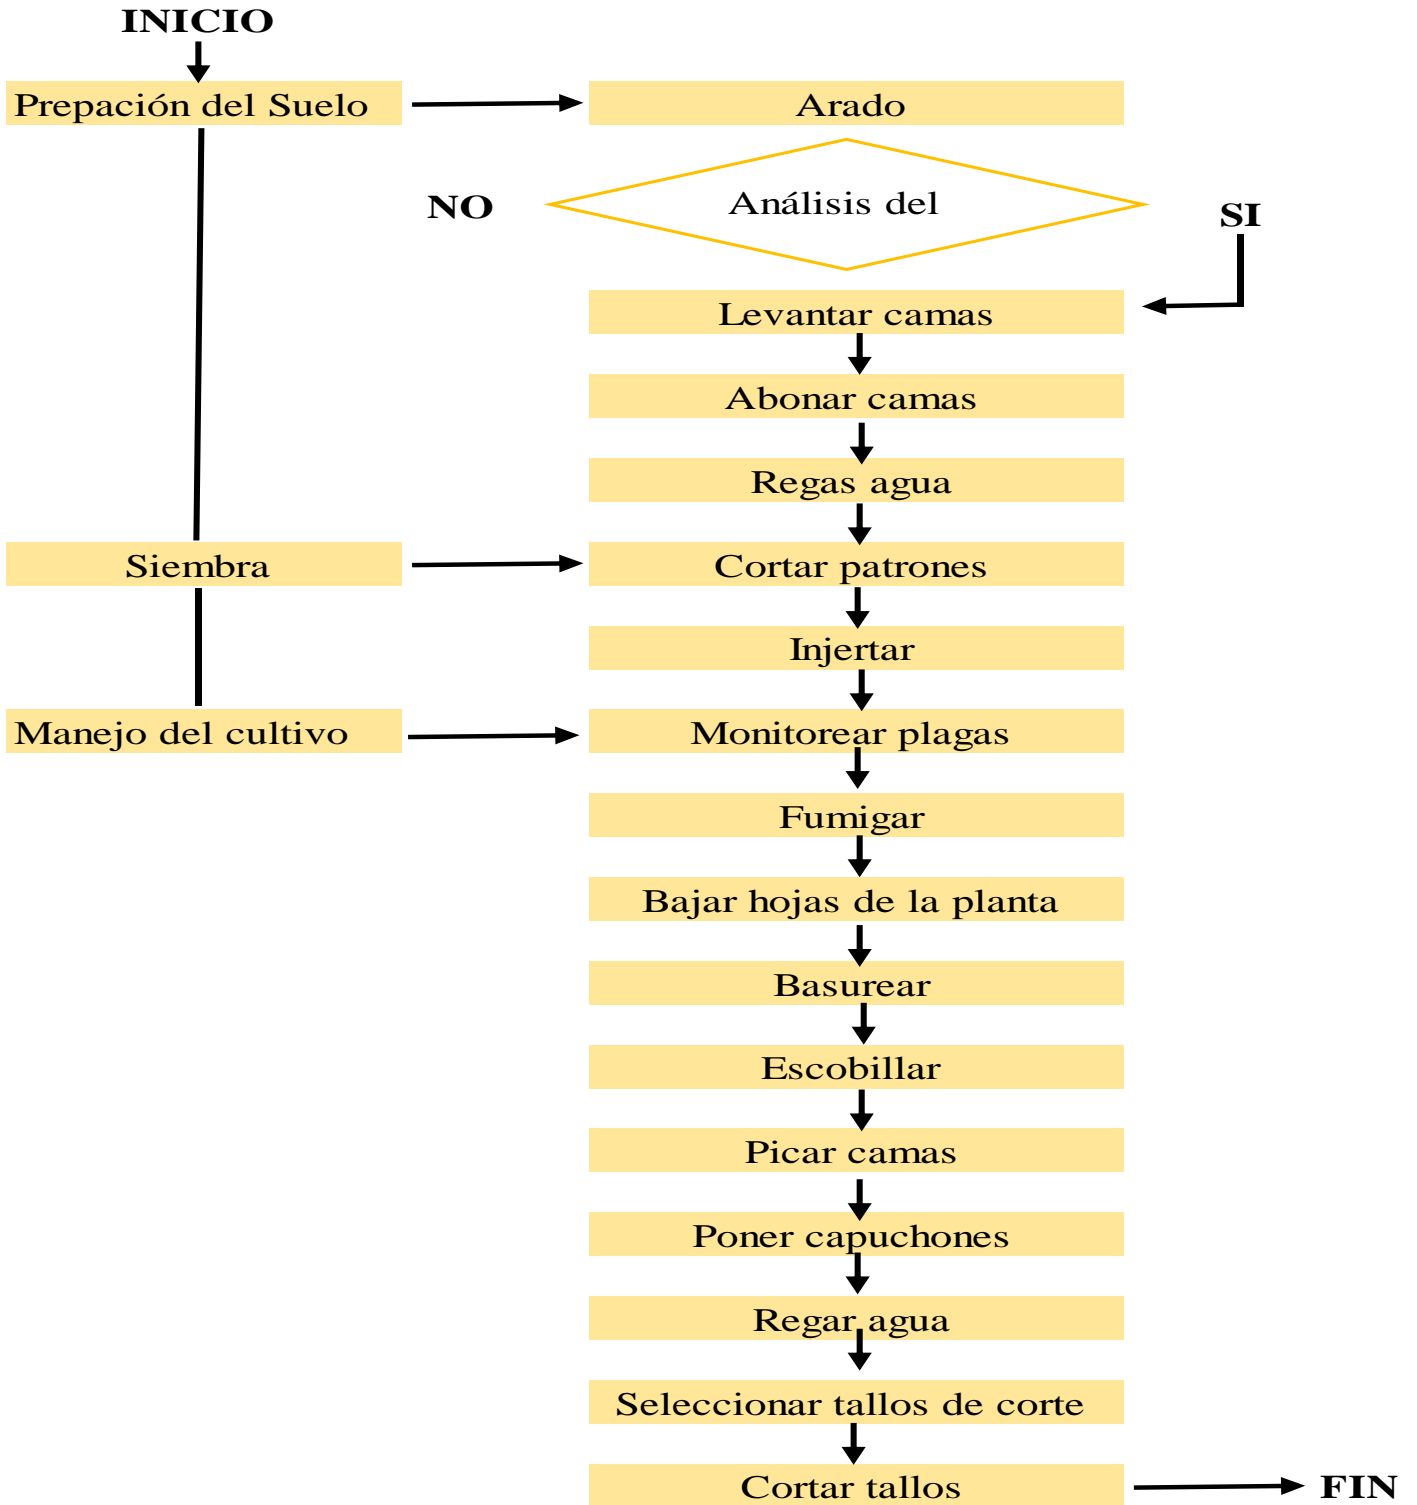 INICIO
Prepación del Suelo
Arado
NO
Análisis del
SI
Levantar camas
Abonar camas
Regas agua
Siembra
Cortar patrones
Injertar
Manejo del cultivo
Monitorear plagas
Fumigar
Bajar hojas de la planta
Basurear
Escobillar
Picar camas
Poner capuchones
Regar agua
Seleccionar tallos de corte
Cortar tallos
FIN